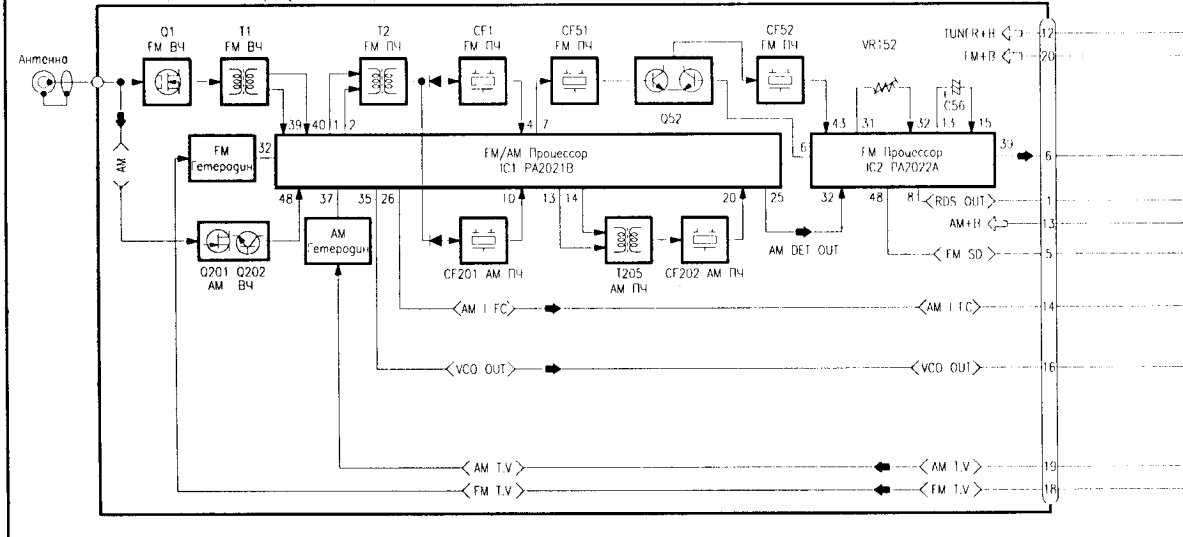 Антенна
Q1
FM ВЧ
T1
FM ВЧ
T2
FM ПЧ
CF1
FM ПЧ
CF51
FM ПЧ
Q52
CF52
FM ПЧ
VR152
C56
TUNER+B 12
FM+B 20
39 40 1 2 4 7 6 43 31 32 13 15 39
FM
Гетеродин
32
FM/AM Процессор
IC1 PA2021B
FM Процессор
IC2 PA2022A
6
AM
48 37 35 26 10 13 14 20 25 32 48 8
RDS OUT 1
AM+B 13
FM SD 5
Q201 Q202
AM ВЧ
AM
Гетеродин
CF201 AM ПЧ
T205
AM ПЧ
CF202 AM ПЧ
AM DET OUT
AM I FC AM I FC 14
VCO OUT VCO OUT 16
AM T.V AM T.V 19
FM T.V FM T.V 18